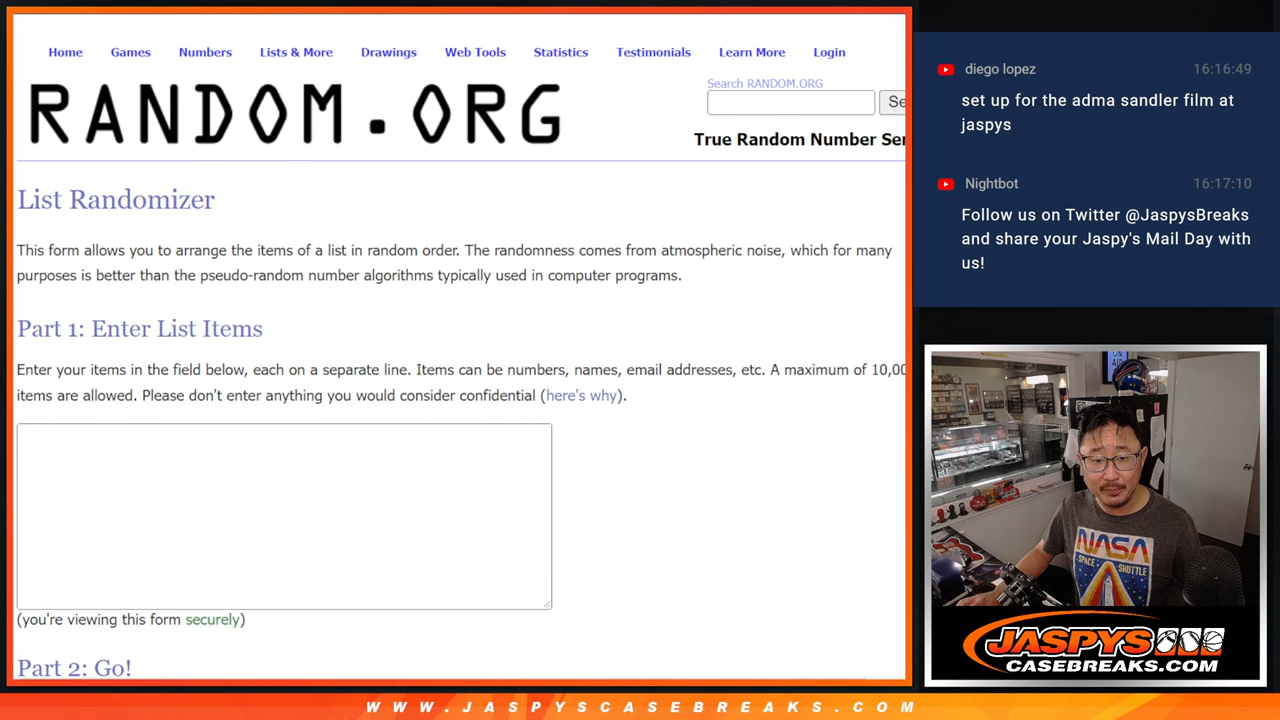 Home Games Numbers Lists & More Drawings Web Tools Statistics Testimonials Learn More Login
RANDOM.ORG
Search RANDOM.ORG
Se
True Random Number Ser
List Randomizer
This form allows you to arrange the items of a list in random order. The randomness comes from atmospheric noise, which for many
purposes is better than the pseudo-random number algorithms typically used in computer programs.
Part 1: Enter List Items
Enter your items in the field below, each on a separate line. Items can be numbers, names, email addresses, etc. A maximum of 10,00
items are allowed. Please don't enter anything you would consider confidential (here's why).
(you're viewing this form securely)
Part 2: Go!
diego lopez 16:16:49
set up for the adma sandler film at
jaspys
Nightbot 16:17:10
Follow us on Twitter @JaspysBreaks
and share your Jaspy's Mail Day with
us!
ON
AIR
NASA
SPACE SHUTTLE
JASPYS
CASEBREAKS.COM
WWW.JASPYSCASEBREAKS.COM